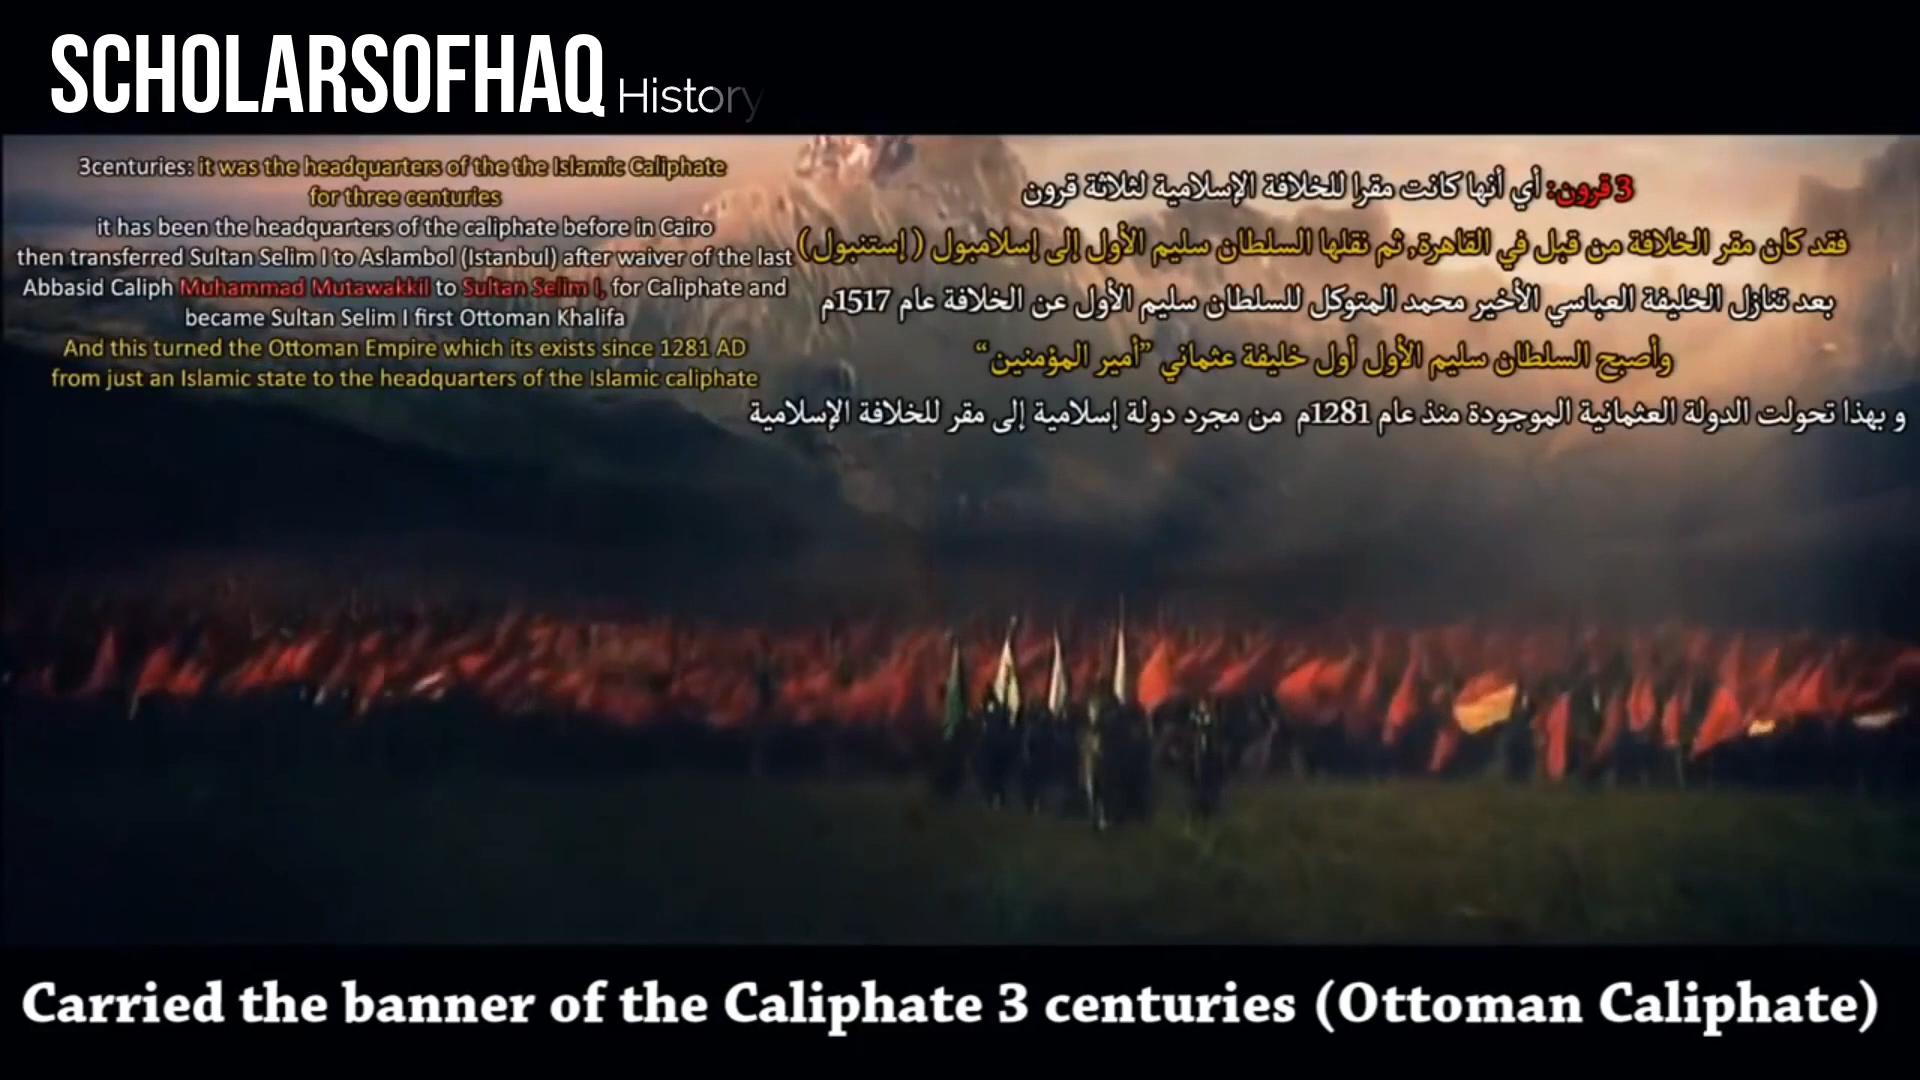 SCHOLARSOFHAQ History
3centuries: it was the headquarters of the the Islamic Caliphate
for three centuries
it has been the headquarters of the caliphate before in Cairo
then transferred Sultan Selim I to Aslambol (Istanbul) after waiver of the last
Abbasid Caliph Muhammad Mutawakkil to Sultan Selim I, for Caliphate and
became Sultan Selim I first Ottoman Khalifa
And this turned the Ottoman Empire which its exists since 1281 AD
from just an Islamic state to the headquarters of the Islamic caliphate
3 قرون: أي أنها كانت مقرا للخلافة الإسلامية لثلاثة قرون
فقد كان مقر الخلافة من قبل في القاهرة, ثم نقلها السلطان سليم الأول إلى إسلامبول ( إستنبول)
بعد تنازل الخليفة العباسي الأخير محمد المتوكل للسلطان سليم الأول عن الخلافة عام 1517م
وأصبح السلطان سليم الأول أول خليفة عثماني ”أمير المؤمنين“
و بهذا تحولت الدولة العثمانية الموجودة منذ عام 1281م من مجرد دولة إسلامية إلى مقر للخلافة الإسلامية
Carried the banner of the Caliphate 3 centuries (Ottoman Caliphate)